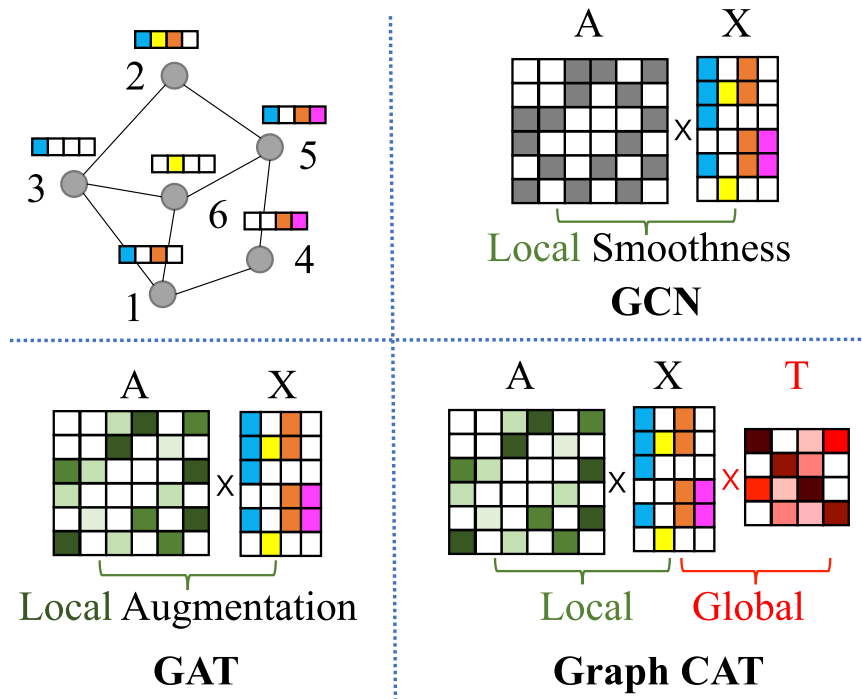 2
5
3
6
4
1
A X
X
Local Smoothness
GCN
A X
X
Local Augmentation
GAT
A X T
X X
Local Global
Graph CAT